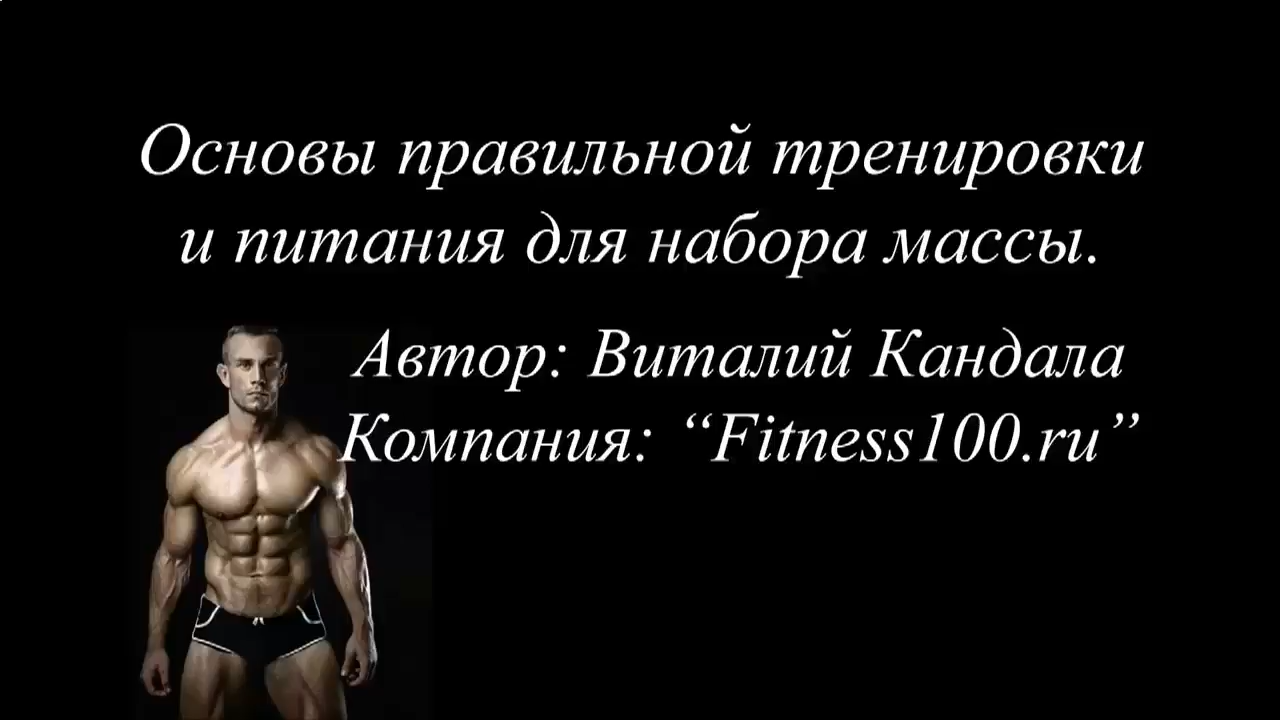 Основы правильной тренировки
и питания для набора массы.
Автор: Виталий Кандала
Компания: “Fitness100.ru”